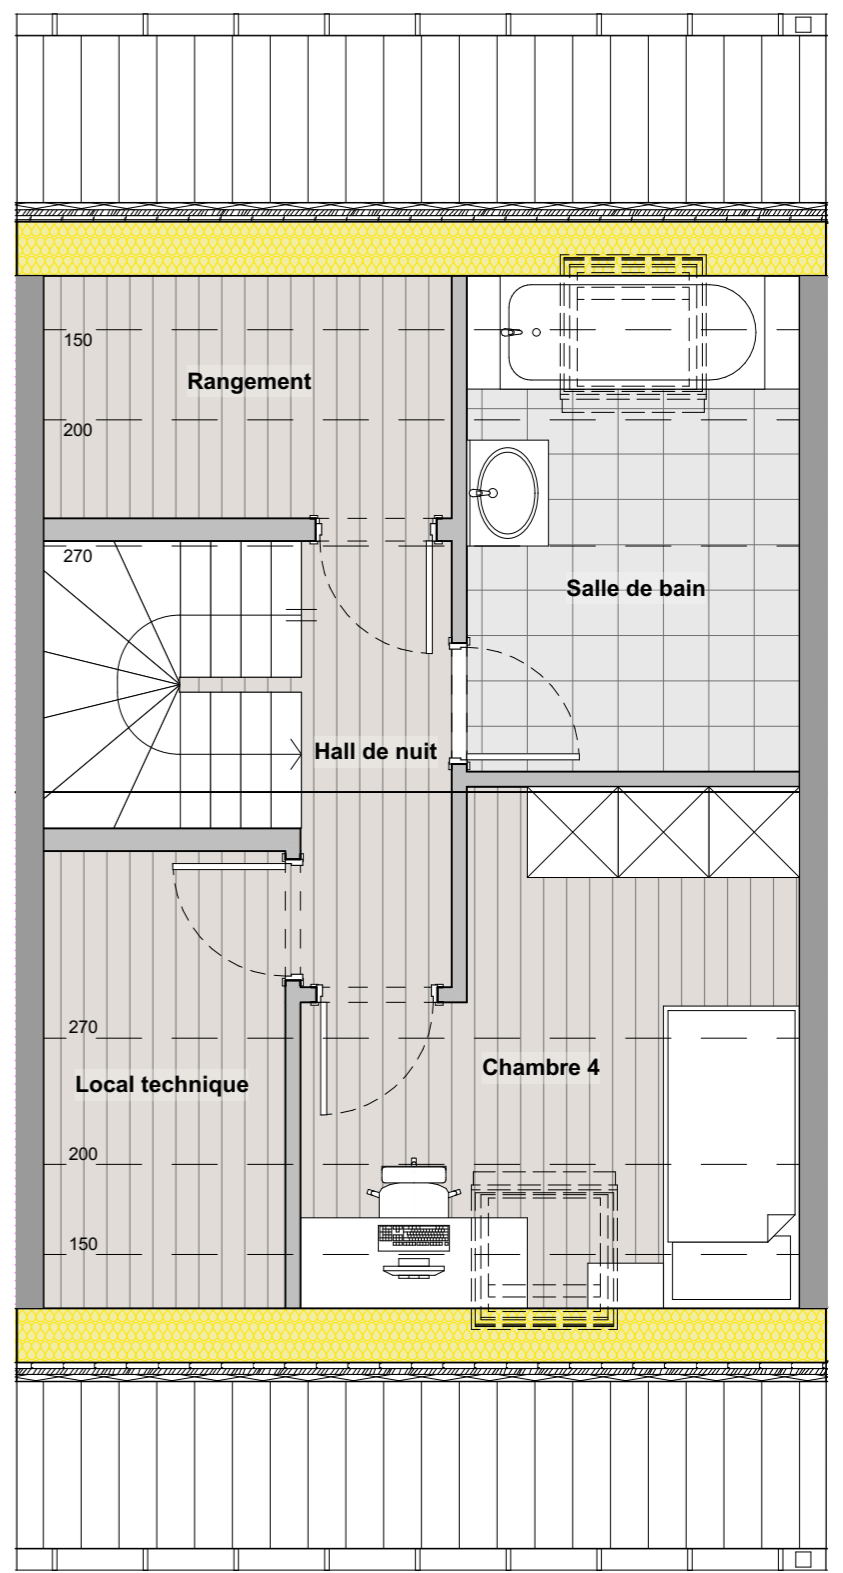 150
Rangement
200
270
Salle de bain
Hall de nuit
270
Chambre 4
Local technique
200
150